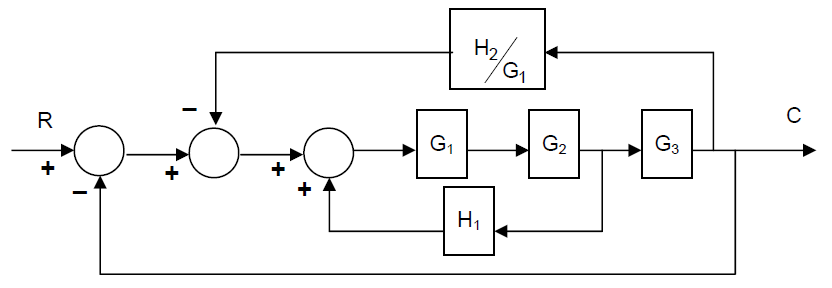 H₂
/G₁
−
R
C
G₁
G₂
G₃
+
+
+
−
+
H₁